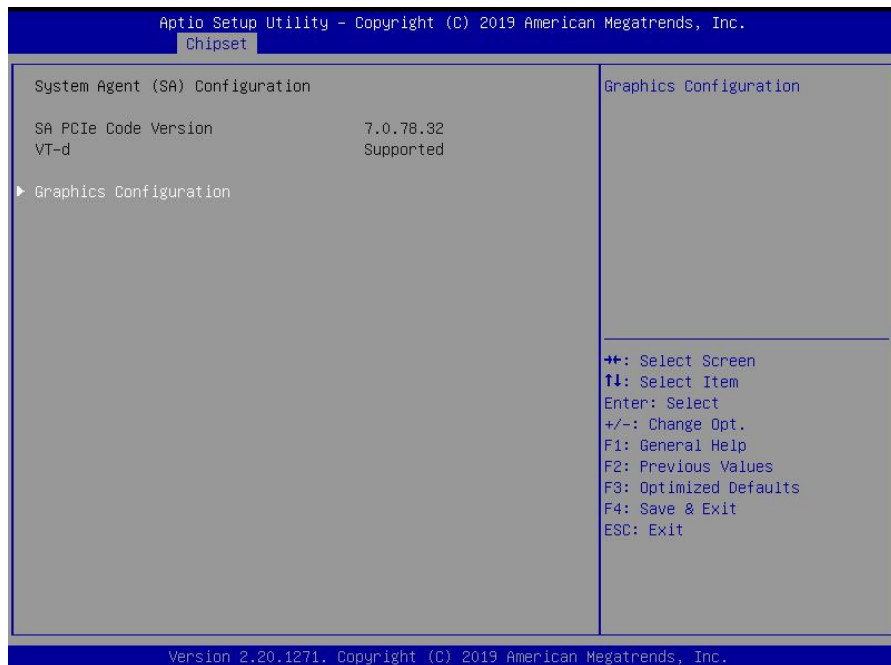 Aptio Setup Utility – Copyright (C) 2019 American Megatrends, Inc.
Chipset
System Agent (SA) Configuration
SA PCIe Code Version 7.0.78.32
VT-d Supported
▶ Graphics Configuration
Graphics Configuration
→←: Select Screen
↑↓: Select Item
Enter: Select
+/-: Change Opt.
F1: General Help
F2: Previous Values
F3: Optimized Defaults
F4: Save & Exit
ESC: Exit
Version 2.20.1271. Copyright (C) 2019 American Megatrends, Inc.